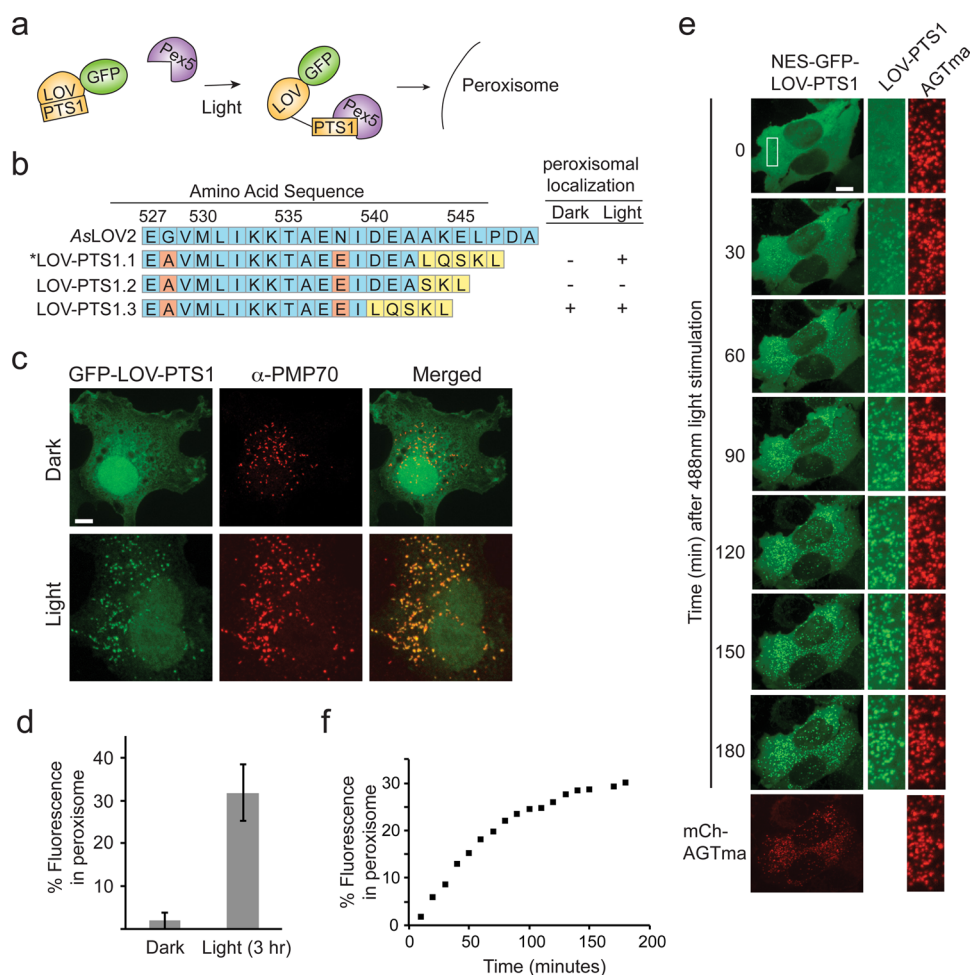 a
LOV
PTS1
GFP
Pex5
Light
LOV
GFP
PTS1
Pex5
Peroxisome
b
Amino Acid Sequence
peroxisomal
localization
527 530 535 540 545
Dark Light
AsLOV2 E G V M L I K K T A E N I D E A A K E L P D A
*LOV-PTS1.1 E A V M L I K K T A E E I D E A L Q S K L - +
LOV-PTS1.2 E A V M L I K K T A E E I D E A S K L - -
LOV-PTS1.3 E A V M L I K K T A E E I L Q S K L + +
c
GFP-LOV-PTS1 α-PMP70 Merged
Dark
Light
d
% Fluorescence
in peroxisome
40
30
20
10
Dark Light (3 hr)
f
% Fluorescence
in peroxisome
30
20
10
0
0 50 100 150 200
Time (minutes)
e
NES-GFP-
LOV-PTS1
LOV-PTS1
AGTma
Time (min) after 488nm light stimulation
0
30
60
90
120
150
180
mCh-
AGTma